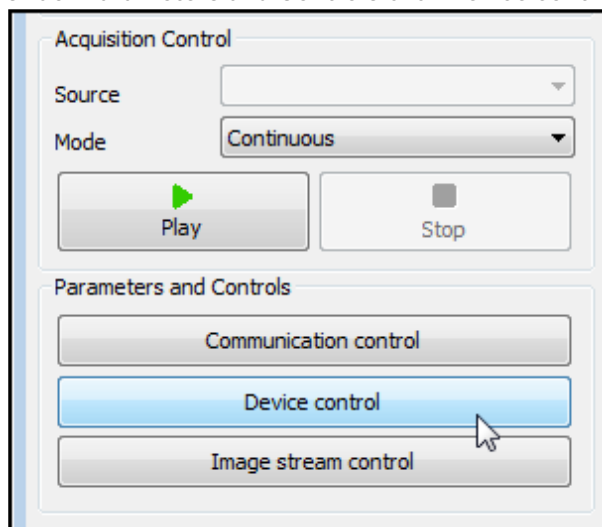 Acquisition Control
Source
Mode Continuous
Play Stop
Parameters and Controls
Communication control
Device control
Image stream control